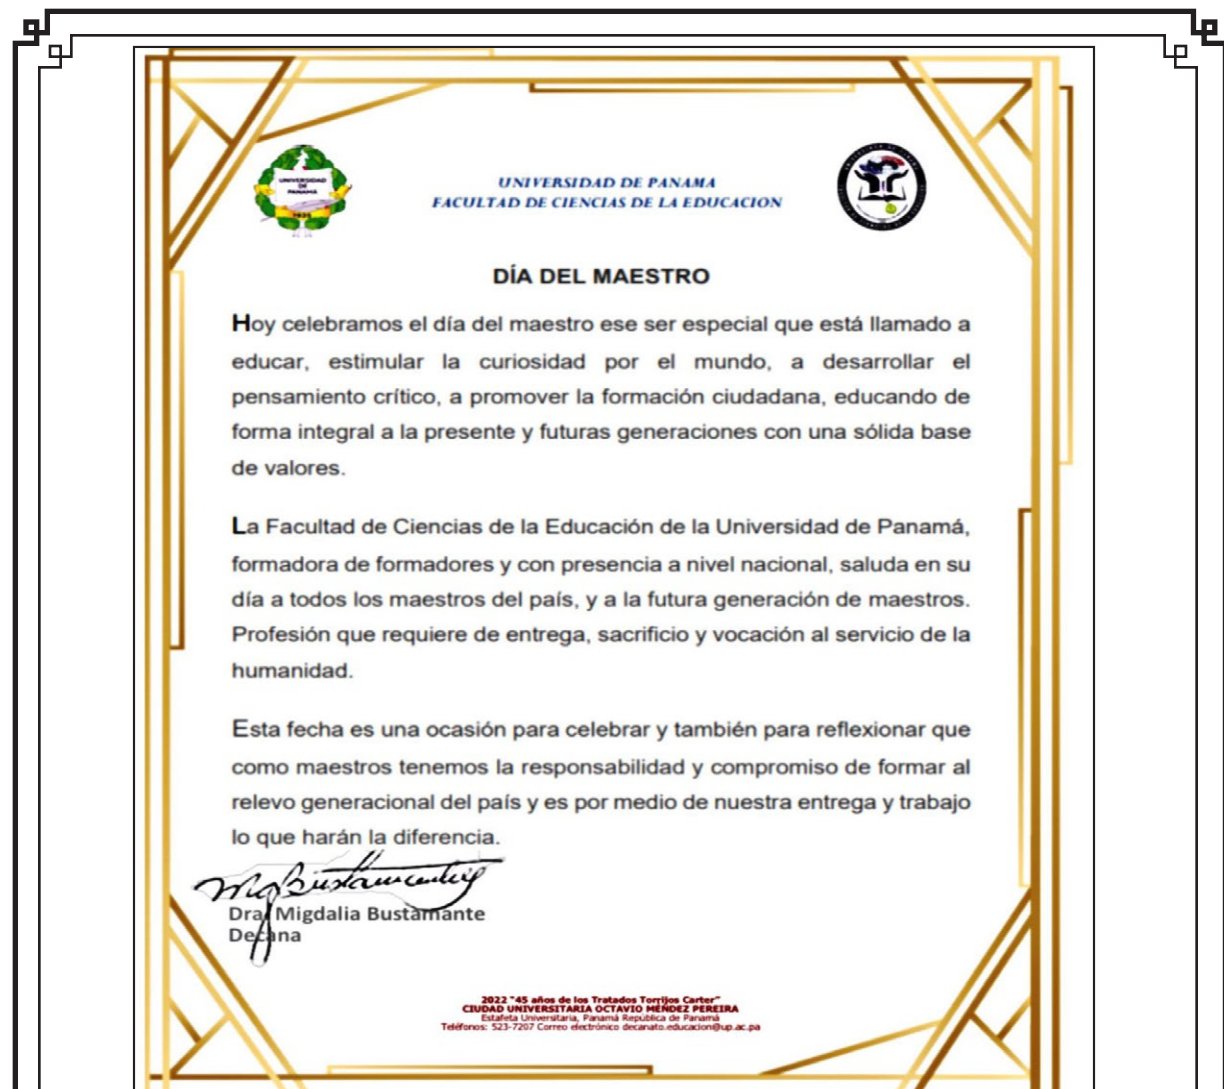 UNIVERSIDAD
DE
PANAMÁ
1935
UNIVERSIDAD DE PANAMA
FACULTAD DE CIENCIAS DE LA EDUCACION
DÍA DEL MAESTRO
Hoy celebramos el día del maestro ese ser especial que está llamado a
educar, estimular la curiosidad por el mundo, a desarrollar el
pensamiento crítico, a promover la formación ciudadana, educando de
forma integral a la presente y futuras generaciones con una sólida base
de valores.
La Facultad de Ciencias de la Educación de la Universidad de Panamá,
formadora de formadores y con presencia a nivel nacional, saluda en su
día a todos los maestros del país, y a la futura generación de maestros.
Profesión que requiere de entrega, sacrificio y vocación al servicio de la
humanidad.
Esta fecha es una ocasión para celebrar y también para reflexionar que
como maestros tenemos la responsabilidad y compromiso de formar al
relevo generacional del país y es por medio de nuestra entrega y trabajo
lo que harán la diferencia.
Dra. Migdalia Bustamante
Decana
2022 "45 años de los Tratados Torrijos Carter"
CIUDAD UNIVERSITARIA OCTAVIO MÉNDEZ PEREIRA
Estafeta Universitaria, Panamá República de Panamá
Teléfonos: 523-7207 Correo electrónico decanato.educacion@up.ac.pa